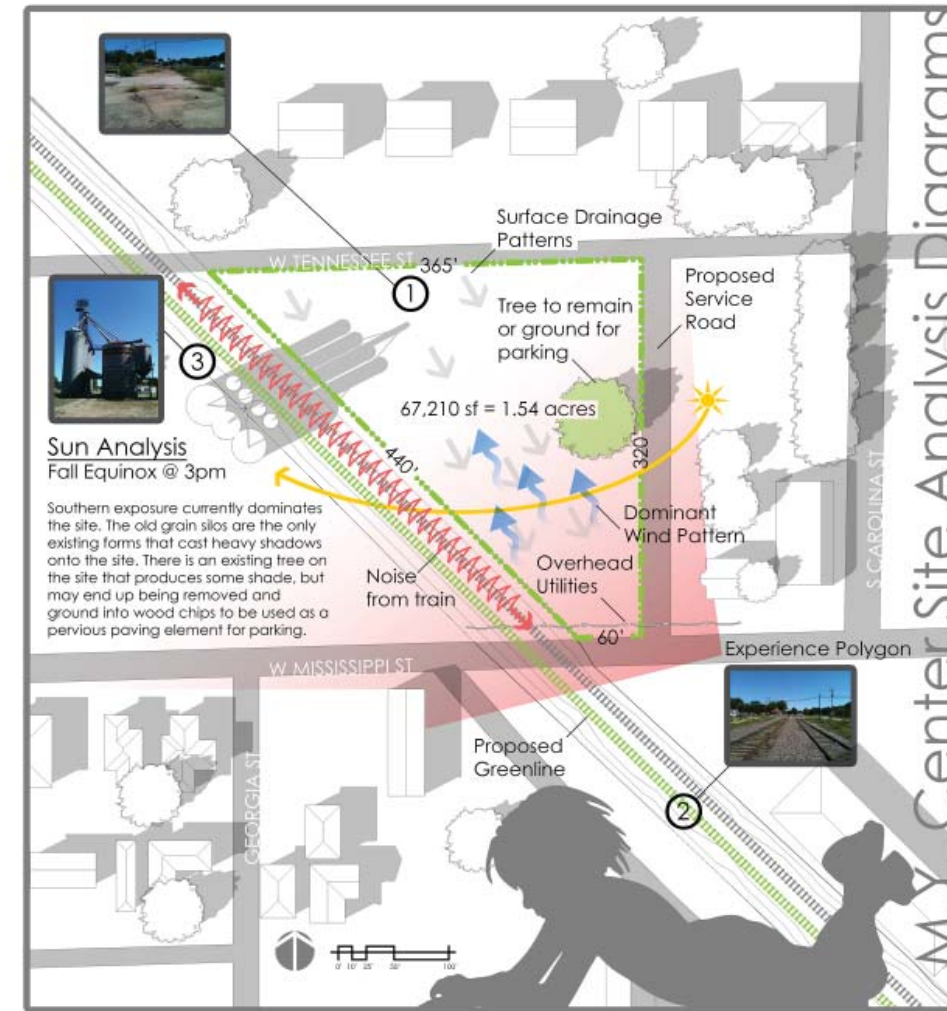 M.Y. Center Site Analysis Diagrams
Surface Drainage
Patterns
W. TENNESSEE ST.
365'
1
Proposed
Service
Road
Tree to remain
or ground for
parking
3
67,210 sf = 1.54 acres
Sun Analysis
Fall Equinox @ 3pm
440'
320'
Southern exposure currently dominates
the site. The old grain silos are the only
existing forms that cast heavy shadows
onto the site. There is an existing tree on
the site that produces some shade, but
may end up being removed and
ground into wood chips to be used as a
pervious paving element for parking.
Dominant
Wind Pattern
Overhead
Utilities
Noise
from train
S CAROLINA ST
60'
Experience Polygon
W. MISSISSIPPI ST
Proposed
Greenline
GEORGIA ST
2
0' 10' 25' 50' 100'